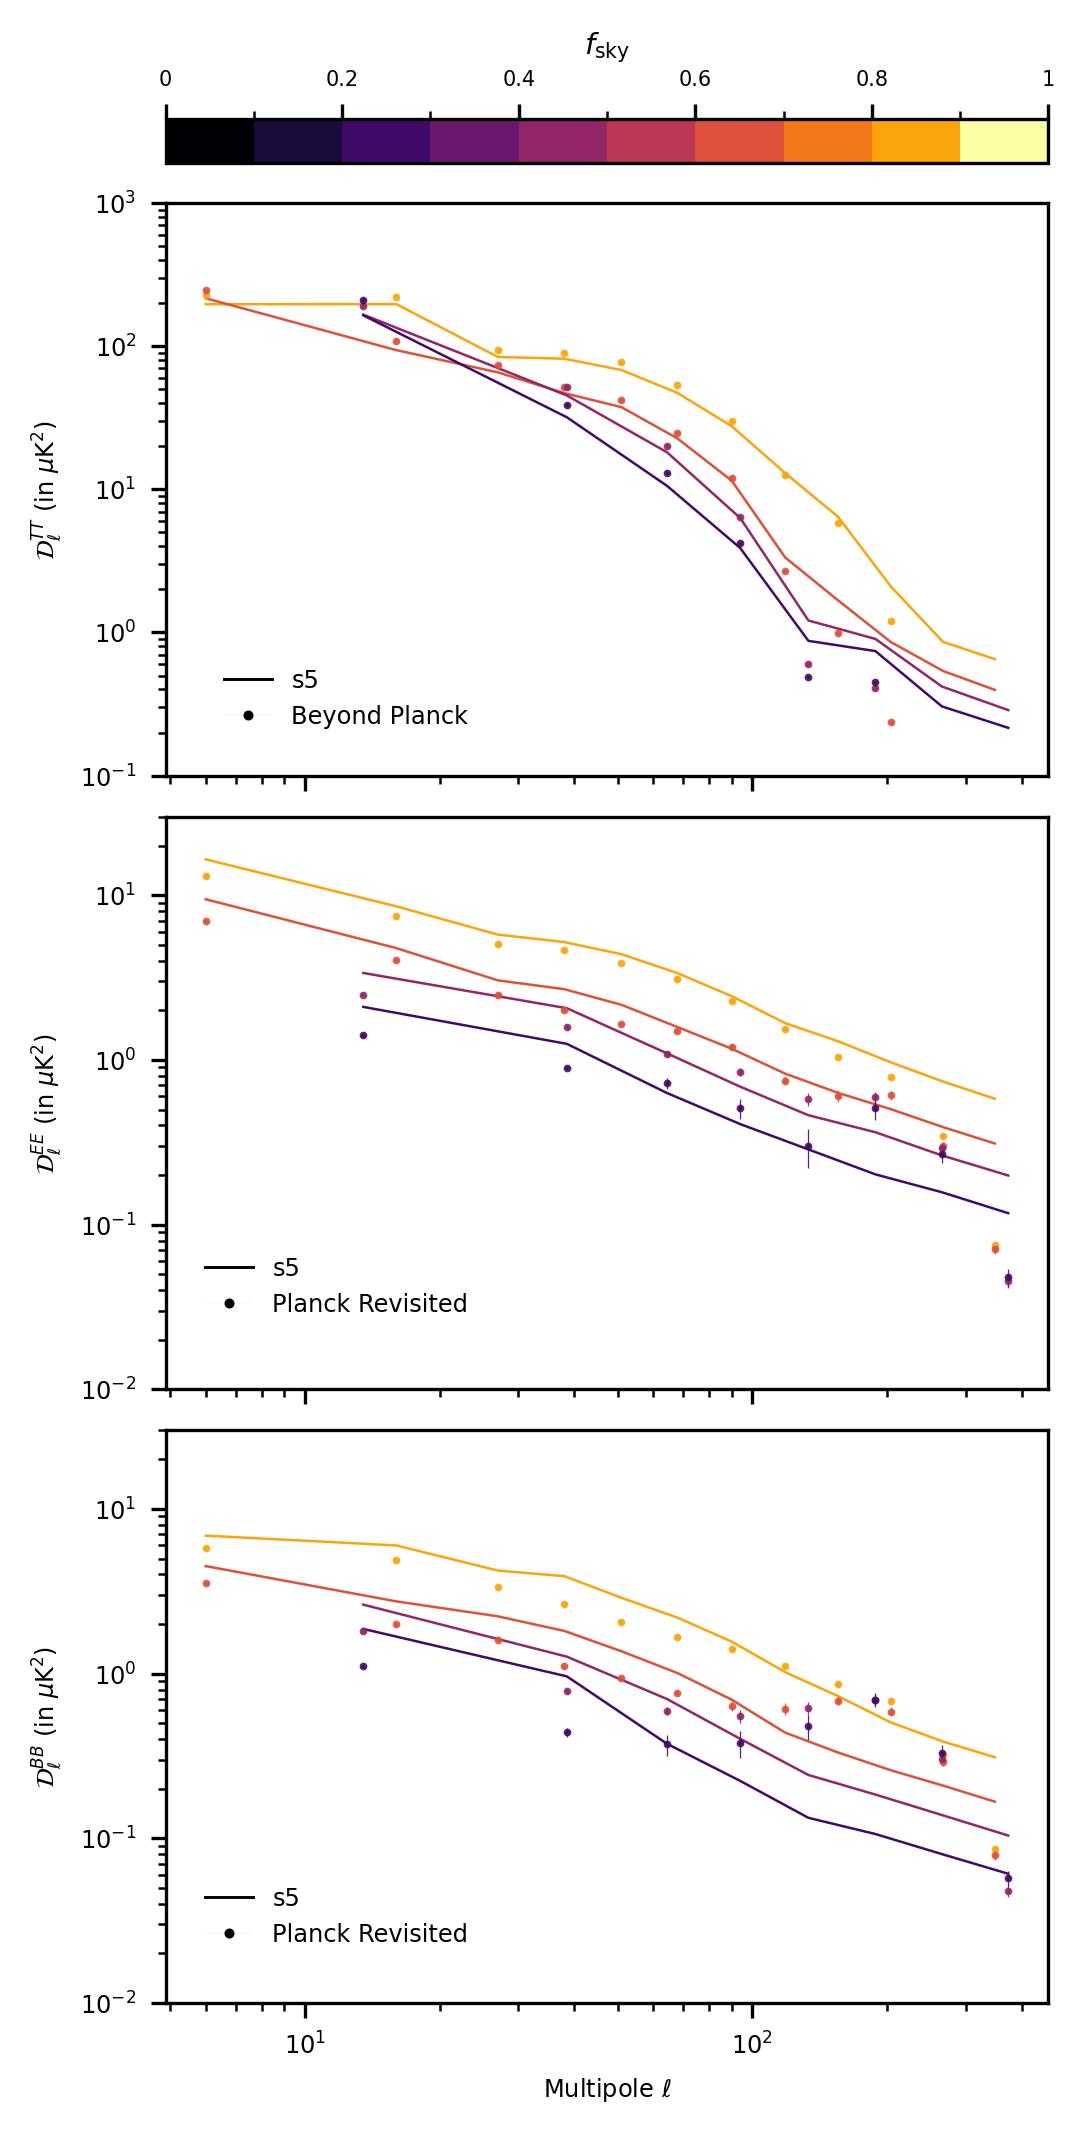 f_sky
0 0.2 0.4 0.6 0.8 1
10^3
10^2
10^1
10^0
10^−1
𝒟_ℓ^TT (in μK^2)
s5
Beyond Planck
10^1
10^0
10^−1
10^−2
𝒟_ℓ^EE (in μK^2)
s5
Planck Revisited
10^1
10^0
10^−1
10^−2
𝒟_ℓ^BB (in μK^2)
s5
Planck Revisited
10^1 10^2
Multipole ℓ